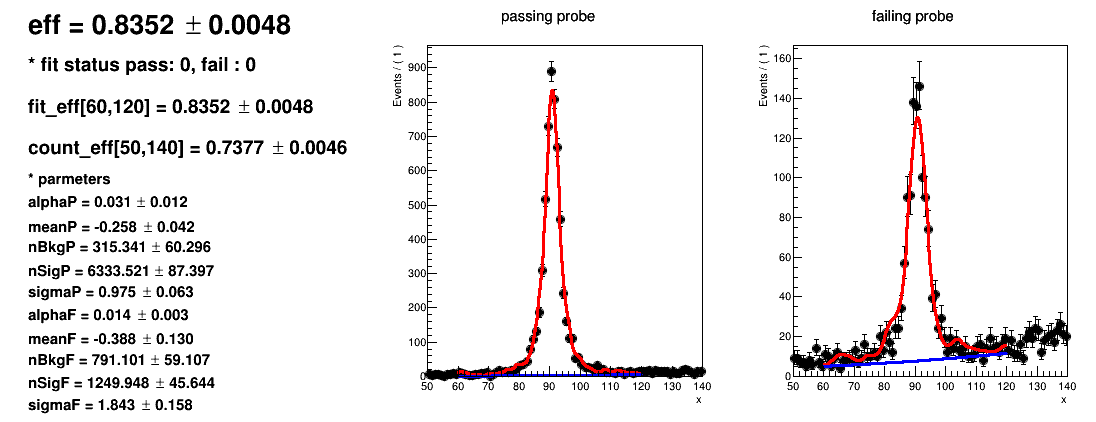 eff = 0.8352 ± 0.0048
* fit status pass: 0, fail : 0
fit_eff[60,120] = 0.8352 ± 0.0048
count_eff[50,140] = 0.7377 ± 0.0046
* parmeters
alphaP = 0.031 ± 0.012
meanP = -0.258 ± 0.042
nBkgP = 315.341 ± 60.296
nSigP = 6333.521 ± 87.397
sigmaP = 0.975 ± 0.063
alphaF = 0.014 ± 0.003
meanF = -0.388 ± 0.130
nBkgF = 791.101 ± 59.107
nSigF = 1249.948 ± 45.644
sigmaF = 1.843 ± 0.158
passing probe
Events / ( 1 )
900
800
700
600
500
400
300
200
100
0
50 60 70 80 90 100 110 120 130 140
x
failing probe
Events / ( 1 )
160
140
120
100
80
60
40
20
0
50 60 70 80 90 100 110 120 130 140
x